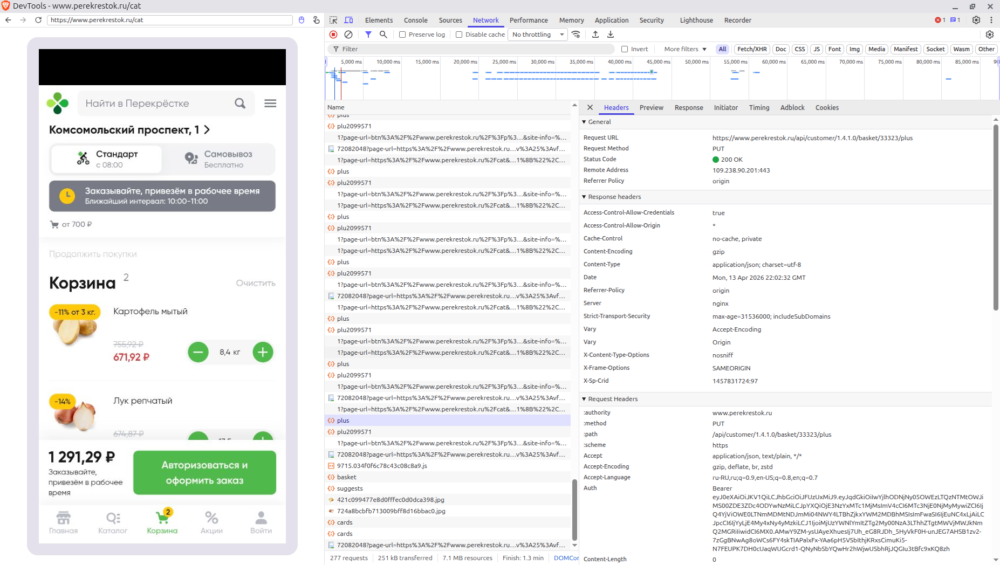 DevTools - www.perekrestok.ru/cat
https://www.perekrestok.ru/cat
Найти в Перекрёстке
Комсомольский проспект, 1
Стандарт
с 08:00
Самовывоз
Бесплатно
Заказывайте, привезём в рабочее время
Ближайший интервал: 10:00-11:00
от 700 ₽
Продолжить покупки
Корзина 2
Очистить
-11% от 3 кг.
Картофель мытый
755,92 ₽
671,92 ₽
8,4 кг
-14%
Лук репчатый
674,87 ₽
1 291,29 ₽
Заказывайте,
привезём в рабочее
время
Авторизоваться и
оформить заказ
2
Главная
Каталог
Корзина
Акции
Войти
Elements Console Sources Network Performance Memory Application Security Lighthouse Recorder
1 1
Preserve log Disable cache No throttling
Filter Invert More filters All Fetch/XHR Doc CSS JS Font Img Media Manifest Socket Wasm Other
5,000 ms 10,000 ms 15,000 ms 20,000 ms 25,000 ms 30,000 ms 35,000 ms 40,000 ms 45,000 ms 50,000 ms 55,000 ms 60,000 ms 65,000 ms 70,000 ms 75,000 ms 80,000 ms 85,000 ms
Name
plus
plu2099571
1?page-url=btn%3A%2F%2Fwww.perekrestok.ru%2F%3Fp%3…&site-info=%…
72082048?page-url=https%3A%2F%2Fwww.perekrestok.ru…v%3A25%3Avf…
1?page-url=https%3A%2F%2Fwww.perekrestok.ru%2Fcat&…1%8B%22%2C…
plus
plu2099571
1?page-url=btn%3A%2F%2Fwww.perekrestok.ru%2F%3Fp%3…&site-info=%…
1?page-url=https%3A%2F%2Fwww.perekrestok.ru%2Fcat&…1%8B%22%2C…
plus
plu2099571
1?page-url=btn%3A%2F%2Fwww.perekrestok.ru%2F%3Fp%3…&site-info=%…
1?page-url=https%3A%2F%2Fwww.perekrestok.ru%2Fcat&…1%8B%22%2C…
plus
plu2099571
1?page-url=btn%3A%2F%2Fwww.perekrestok.ru%2F%3Fp%3…&site-info=%…
72082048?page-url=https%3A%2F%2Fwww.perekrestok.ru…v%3A25%3Avf…
1?page-url=https%3A%2F%2Fwww.perekrestok.ru%2Fcat&…1%8B%22%2C…
plus
plu2099571
1?page-url=btn%3A%2F%2Fwww.perekrestok.ru%2F%3Fp%3…&site-info=%…
1?page-url=https%3A%2F%2Fwww.perekrestok.ru%2Fcat&…1%8B%22%2C…
plus
plu2099571
1?page-url=btn%3A%2F%2Fwww.perekrestok.ru%2F%3Fp%3…&site-info=%…
72082048?page-url=https%3A%2F%2Fwww.perekrestok.ru…v%3A25%3Avf…
1?page-url=https%3A%2F%2Fwww.perekrestok.ru%2Fcat&…1%8B%22%2C…
plus
plu2099571
1?page-url=btn%3A%2F%2Fwww.perekrestok.ru%2F%3Fp%3…&site-info=%…
72082048?page-url=https%3A%2F%2Fwww.perekrestok.ru…v%3A25%3Avf…
9715.034f0f6c78c43c08c8a9.js
basket
suggests
421c099477e8d0fffec0d0dca398.jpg
724a8bcbfb713009bff8d16bbac0.jpg
cards
cards
72082048?page-url=https%3A%2F%2Fwww.perekrestok.ru…v%3A25%3Avf…
277 requests 251 kB transferred 7.1 MB resources Finish: 1.3 min DOMCor
Headers Preview Response Initiator Timing Adblock Cookies
General
Request URL https://www.perekrestok.ru/api/customer/1.4.1.0/basket/33323/plus
Request Method PUT
Status Code 200 OK
Remote Address 109.238.90.201:443
Referrer Policy origin
Response headers
Access-Control-Allow-Credentials true
Access-Control-Allow-Origin *
Cache-Control no-cache, private
Content-Encoding gzip
Content-Type application/json; charset=utf-8
Date Mon, 13 Apr 2026 22:02:32 GMT
Referrer-Policy origin
Server nginx
Strict-Transport-Security max-age=31536000; includeSubDomains
Vary Accept-Encoding
Vary Origin
X-Content-Type-Options nosniff
X-Frame-Options SAMEORIGIN
X-Sp-Crid 1457831724:97
Request Headers
:authority www.perekrestok.ru
:method PUT
:path /api/customer/1.4.1.0/basket/33323/plus
:scheme https
Accept application/json, text/plain, */*
Accept-Encoding gzip, deflate, br, zstd
Accept-Language ru-RU,ru;q=0.9,en-US;q=0.8,en;q=0.7
Auth Bearer
Content-Length 0